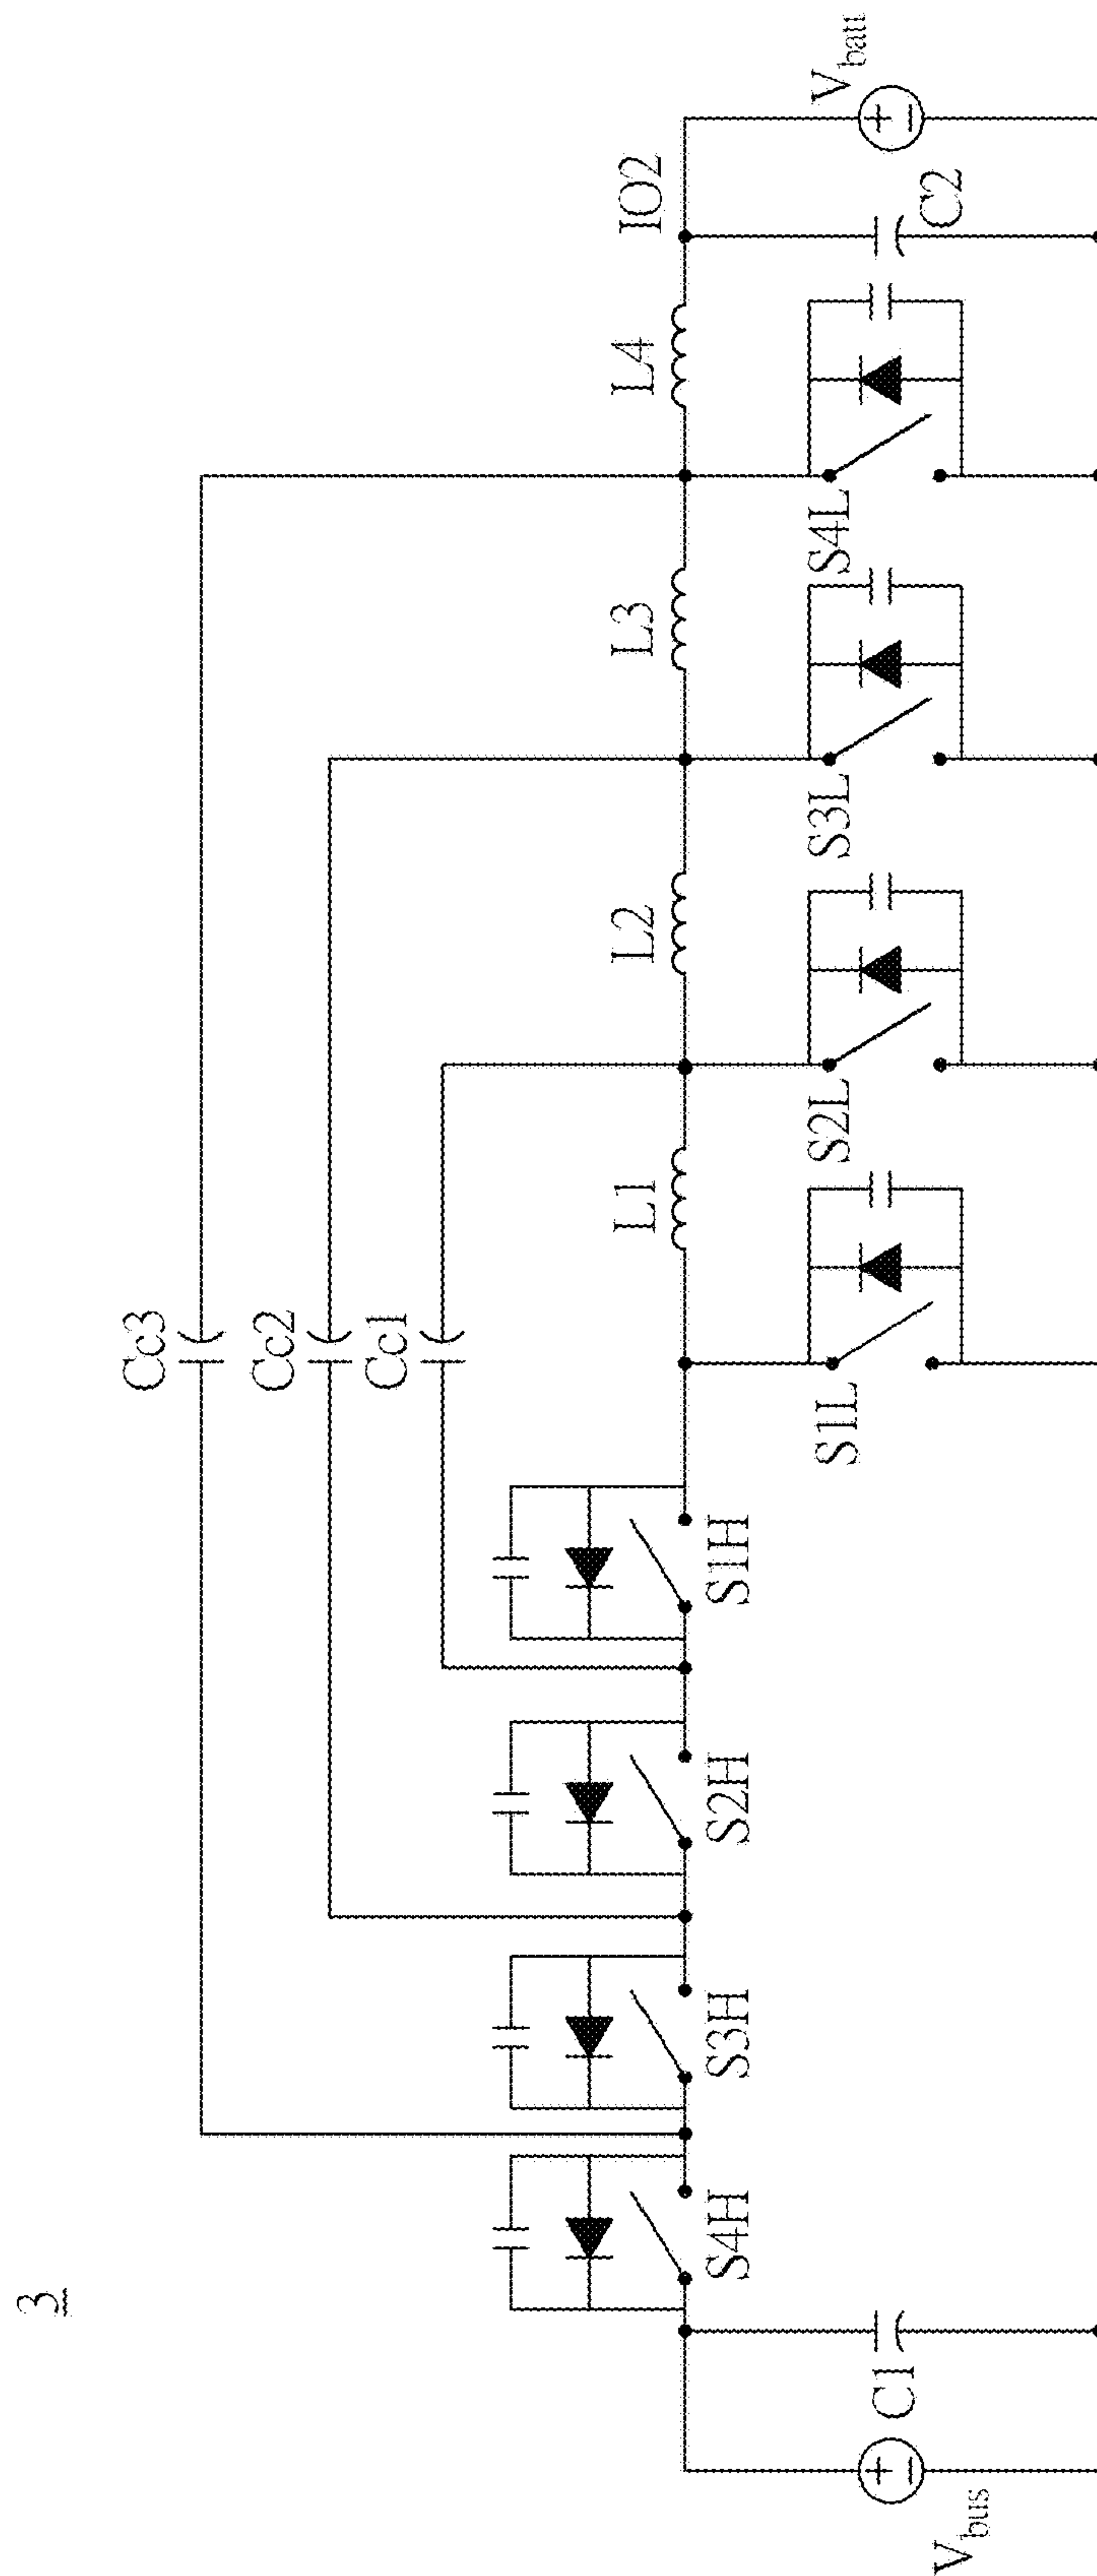 3
Cc3
Cc2
Cc1
S4H
S3H
S2H
S1H
L1
L2
L3
L4
IO2
Vbus
C1
S1L
S2L
S3L
S4L
C2
Vbatt